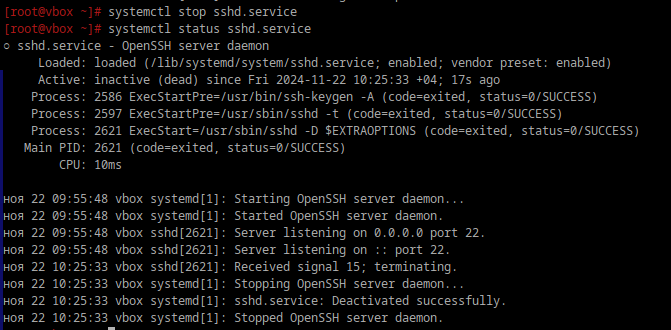 [root@vbox ~]# systemctl stop sshd.service
[root@vbox ~]# systemctl status sshd.service
○ sshd.service - OpenSSH server daemon
Loaded: loaded (/lib/systemd/system/sshd.service; enabled; vendor preset: enabled)
Active: inactive (dead) since Fri 2024-11-22 10:25:33 +04; 17s ago
Process: 2586 ExecStartPre=/usr/bin/ssh-keygen -A (code=exited, status=0/SUCCESS)
Process: 2597 ExecStartPre=/usr/sbin/sshd -t (code=exited, status=0/SUCCESS)
Process: 2621 ExecStart=/usr/sbin/sshd -D $EXTRAOPTIONS (code=exited, status=0/SUCCESS)
Main PID: 2621 (code=exited, status=0/SUCCESS)
CPU: 10ms
ноя 22 09:55:48 vbox systemd[1]: Starting OpenSSH server daemon...
ноя 22 09:55:48 vbox systemd[1]: Started OpenSSH server daemon.
ноя 22 09:55:48 vbox sshd[2621]: Server listening on 0.0.0.0 port 22.
ноя 22 09:55:48 vbox sshd[2621]: Server listening on :: port 22.
ноя 22 10:25:33 vbox sshd[2621]: Received signal 15; terminating.
ноя 22 10:25:33 vbox systemd[1]: Stopping OpenSSH server daemon...
ноя 22 10:25:33 vbox systemd[1]: sshd.service: Deactivated successfully.
ноя 22 10:25:33 vbox systemd[1]: Stopped OpenSSH server daemon.